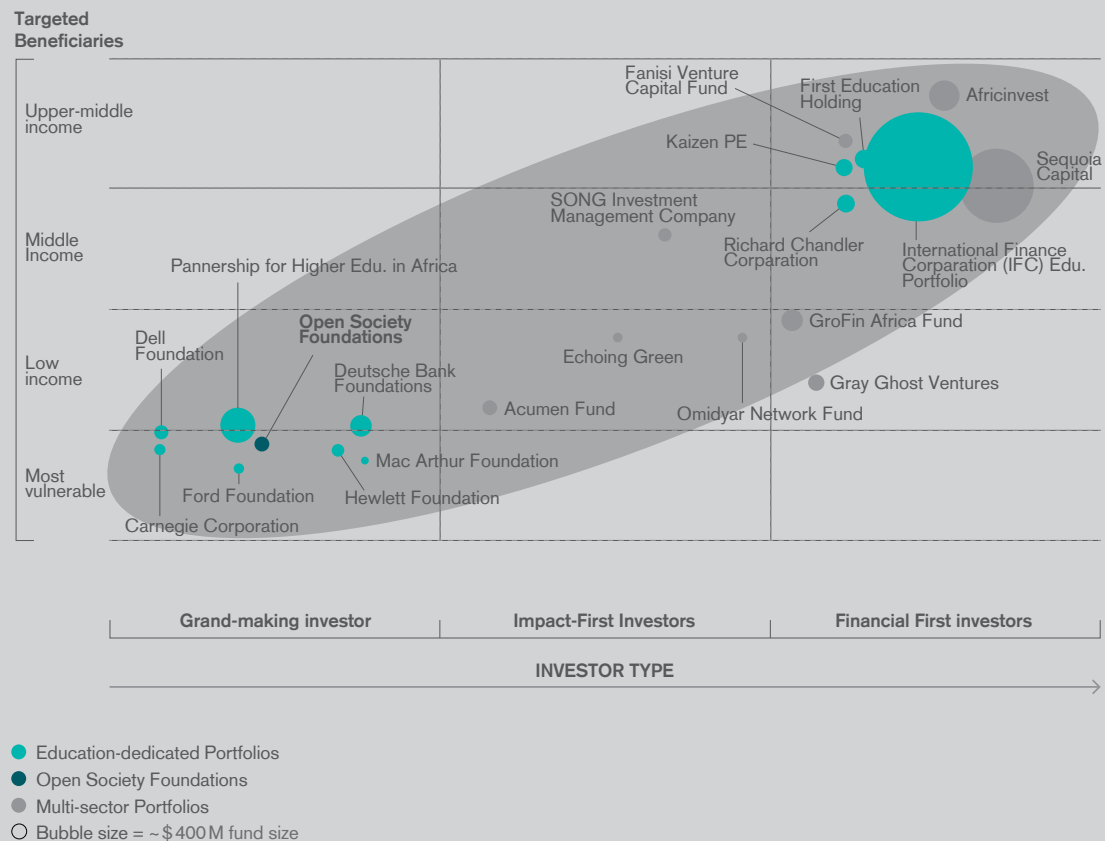 Targeted
Beneficiaries
Upper-middle
income
Middle
Income
Low
income
Most
vulnerable
Fanisi Venture
Capital Fund
First Education
Holding
Africinvest
Kaizen PE
Sequoia
Capital
SONG Investment
Management Company
Richard Chandler
Corparation
International Finance
Corporation (IFC) Edu.
Portfolio
Pannership for Higher Edu. in Africa
Open Society
Foundations
Dell
Foundation
Deutsche Bank
Foundations
GroFin Africa Fund
Echoing Green
Gray Ghost Ventures
Acumen Fund
Omidyar Network Fund
Mac Arthur Foundation
Ford Foundation
Hewlett Foundation
Carnegie Corporation
Grand-making investor
Impact-First Investors
Financial First investors
INVESTOR TYPE
Education-dedicated Portfolios
Open Society Foundations
Multi-sector Portfolios
Bubble size = ~$400M fund size